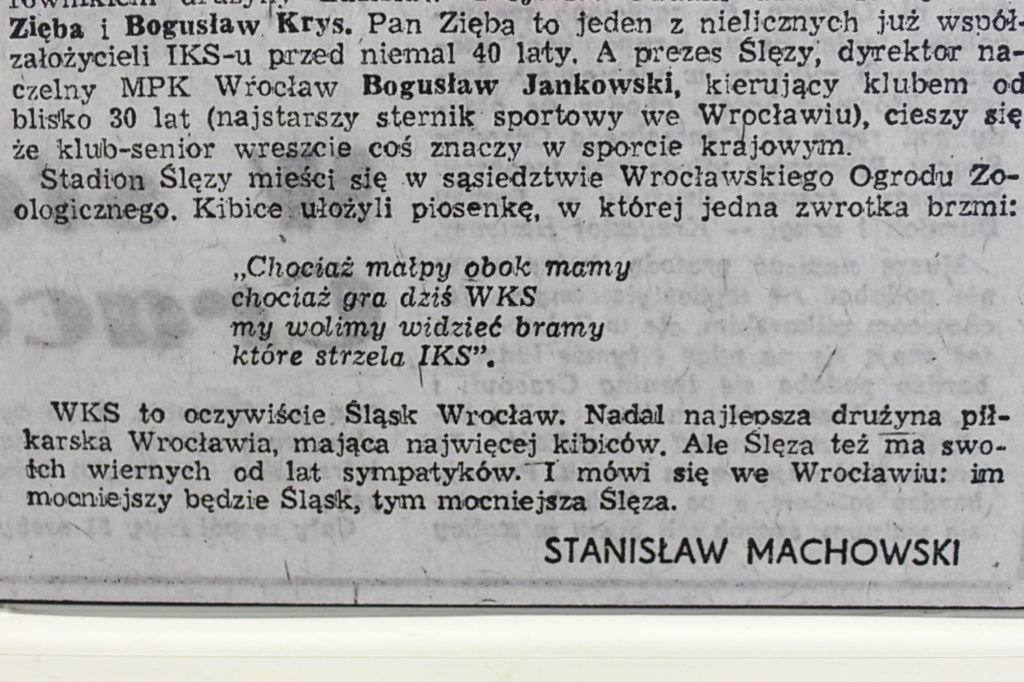 Zięba i Bogusław Krys. Pan Zięba to jeden z nielicznych już współ-
założycieli IKS-u przed niemal 40 laty. A prezes Ślęzy, dyrektor na-
czelny MPK Wrocław Bogusław Jankowski, kierujący klubem od
blisko 30 lat (najstarszy sternik sportowy we Wrocławiu), cieszy się
że klub-senior wreszcie coś znaczy w sporcie krajowym.
Stadion Ślęzy mieści się w sąsiedztwie Wrocławskiego Ogrodu Zo-
ologicznego. Kibice ułożyli piosenkę, w której jedna zwrotka brzmi:
„Chociaż małpy obok mamy
chociaż gra dziś WKS
my wolimy widzieć bramy
które strzela IKS”.
WKS to oczywiście Śląsk Wrocław. Nadal najlepsza drużyna pił-
karska Wrocławia, mająca najwięcej kibiców. Ale Ślęza też ma swo-
ich wiernych od lat sympatyków. I mówi się we Wrocławiu: im
mocniejszy będzie Śląsk, tym mocniejsza Ślęza.
STANISŁAW MACHOWSKI